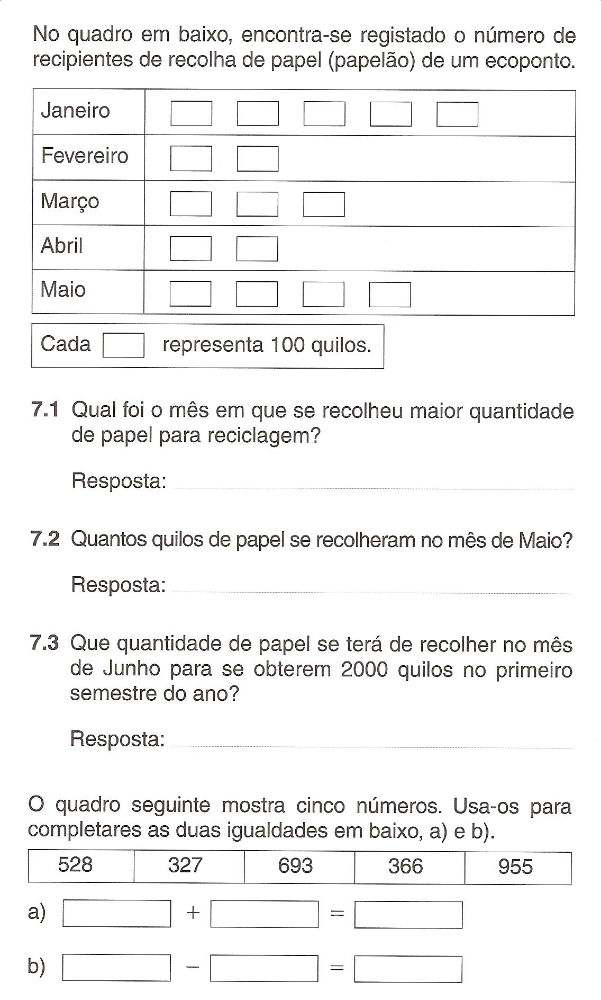 No quadro em baixo, encontra-se registado o número de
recipientes de recolha de papel (papelão) de um ecoponto.
Janeiro
Fevereiro
Março
Abril
Maio
Cada representa 100 quilos.
7.1 Qual foi o mês em que se recolheu maior quantidade
de papel para reciclagem?
Resposta:
7.2 Quantos quilos de papel se recolheram no mês de Maio?
Resposta:
7.3 Que quantidade de papel se terá de recolher no mês
de Junho para se obterem 2000 quilos no primeiro
semestre do ano?
Resposta:
O quadro seguinte mostra cinco números. Usa-os para
completares as duas igualdades em baixo, a) e b).
528 327 693 366 955
a) + =
b) − =